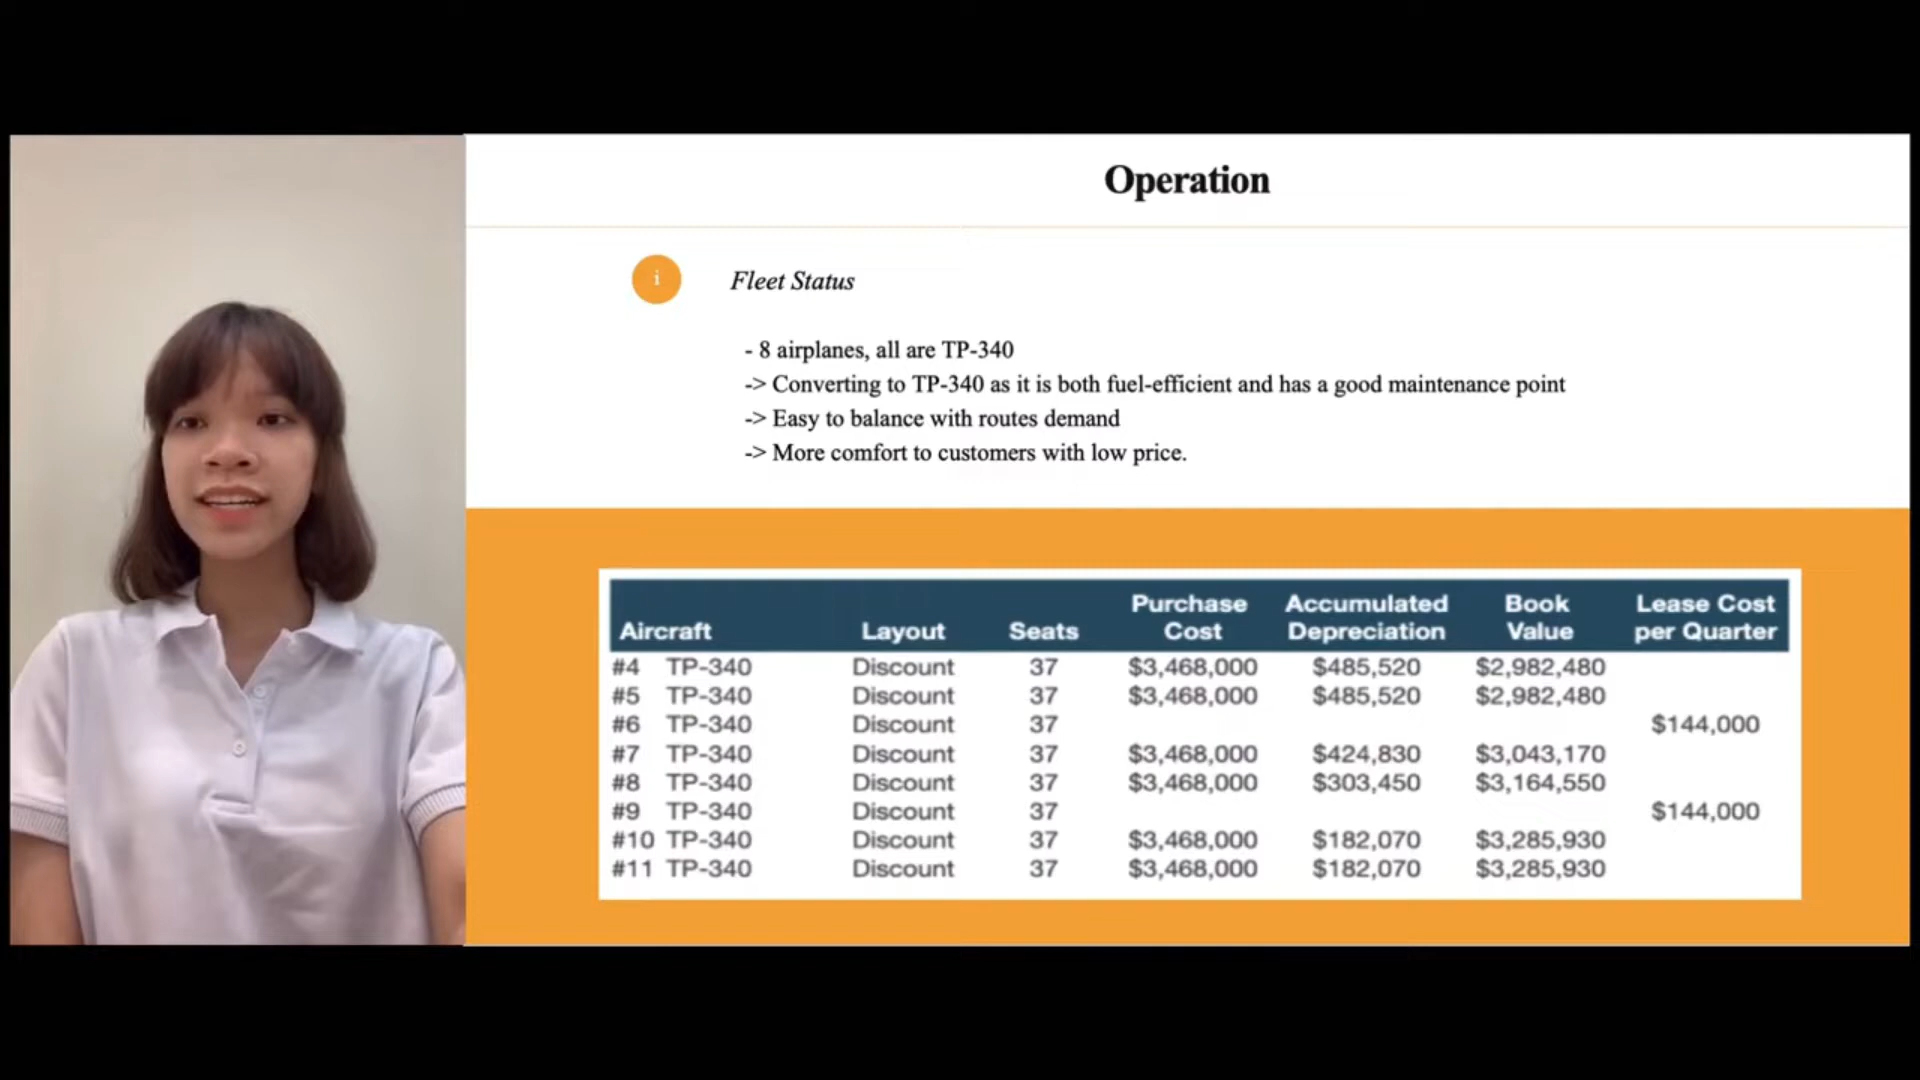 Operation
i
Fleet Status
- 8 airplanes, all are TP-340
-> Converting to TP-340 as it is both fuel-efficient and has a good maintenance point
-> Easy to balance with routes demand
-> More comfort to customers with low price.
Aircraft Layout Seats Purchase Cost Accumulated Depreciation Book Value Lease Cost per Quarter
#4 TP-340 Discount 37 $3,468,000 $485,520 $2,982,480
#5 TP-340 Discount 37 $3,468,000 $485,520 $2,982,480
#6 TP-340 Discount 37 $144,000
#7 TP-340 Discount 37 $3,468,000 $424,830 $3,043,170
#8 TP-340 Discount 37 $3,468,000 $303,450 $3,164,550
#9 TP-340 Discount 37 $144,000
#10 TP-340 Discount 37 $3,468,000 $182,070 $3,285,930
#11 TP-340 Discount 37 $3,468,000 $182,070 $3,285,930